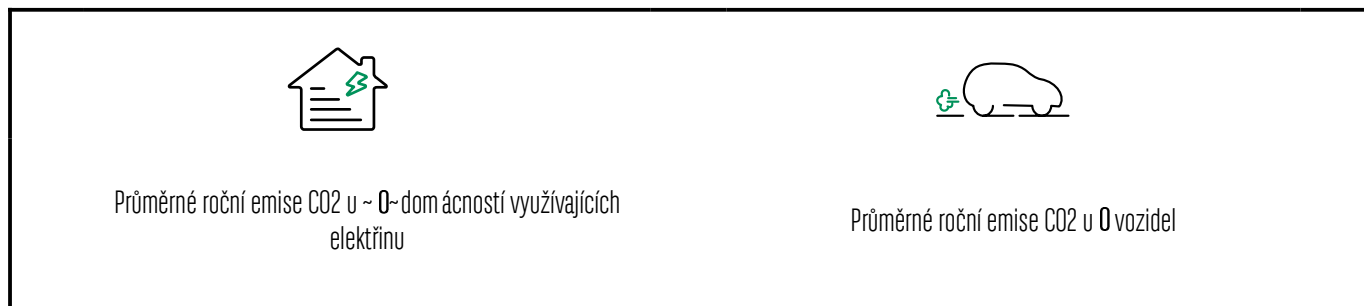 Průměrné roční emise CO2 u ~ 0~dom ácností využívajících
elektřinu
Průměrné roční emise CO2 u 0 vozidel